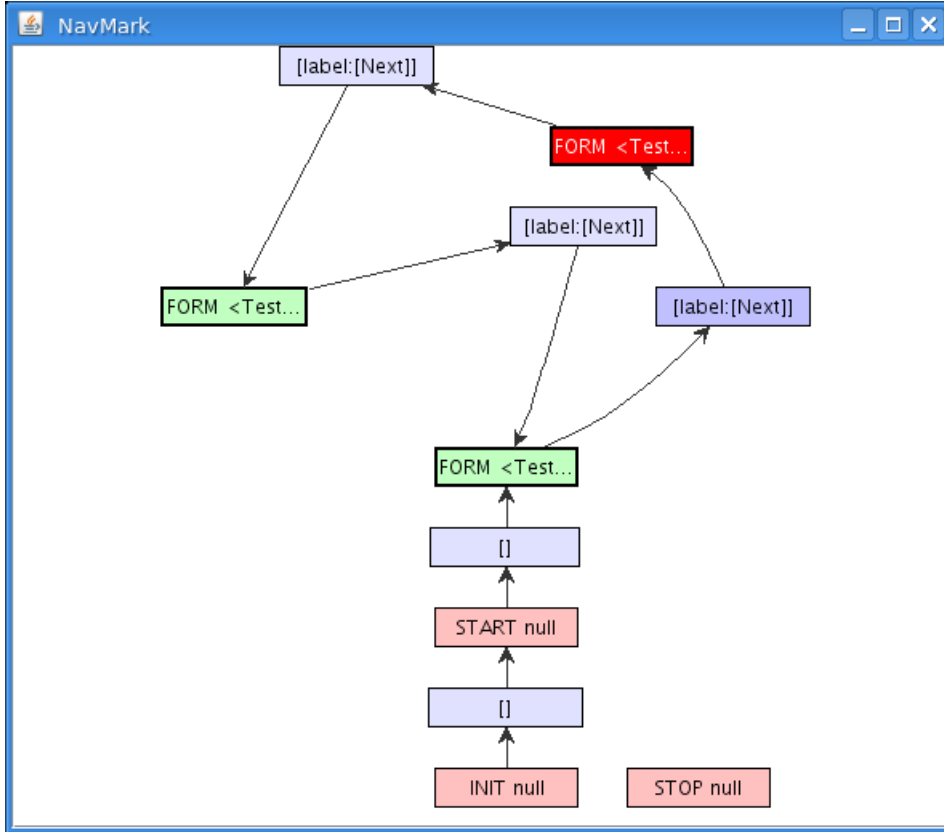 NavMark
[label:[Next]]
FORM <Test...
[label:[Next]]
FORM <Test...
[label:[Next]]
FORM <Test...
[]
START null
[]
INIT null
STOP null